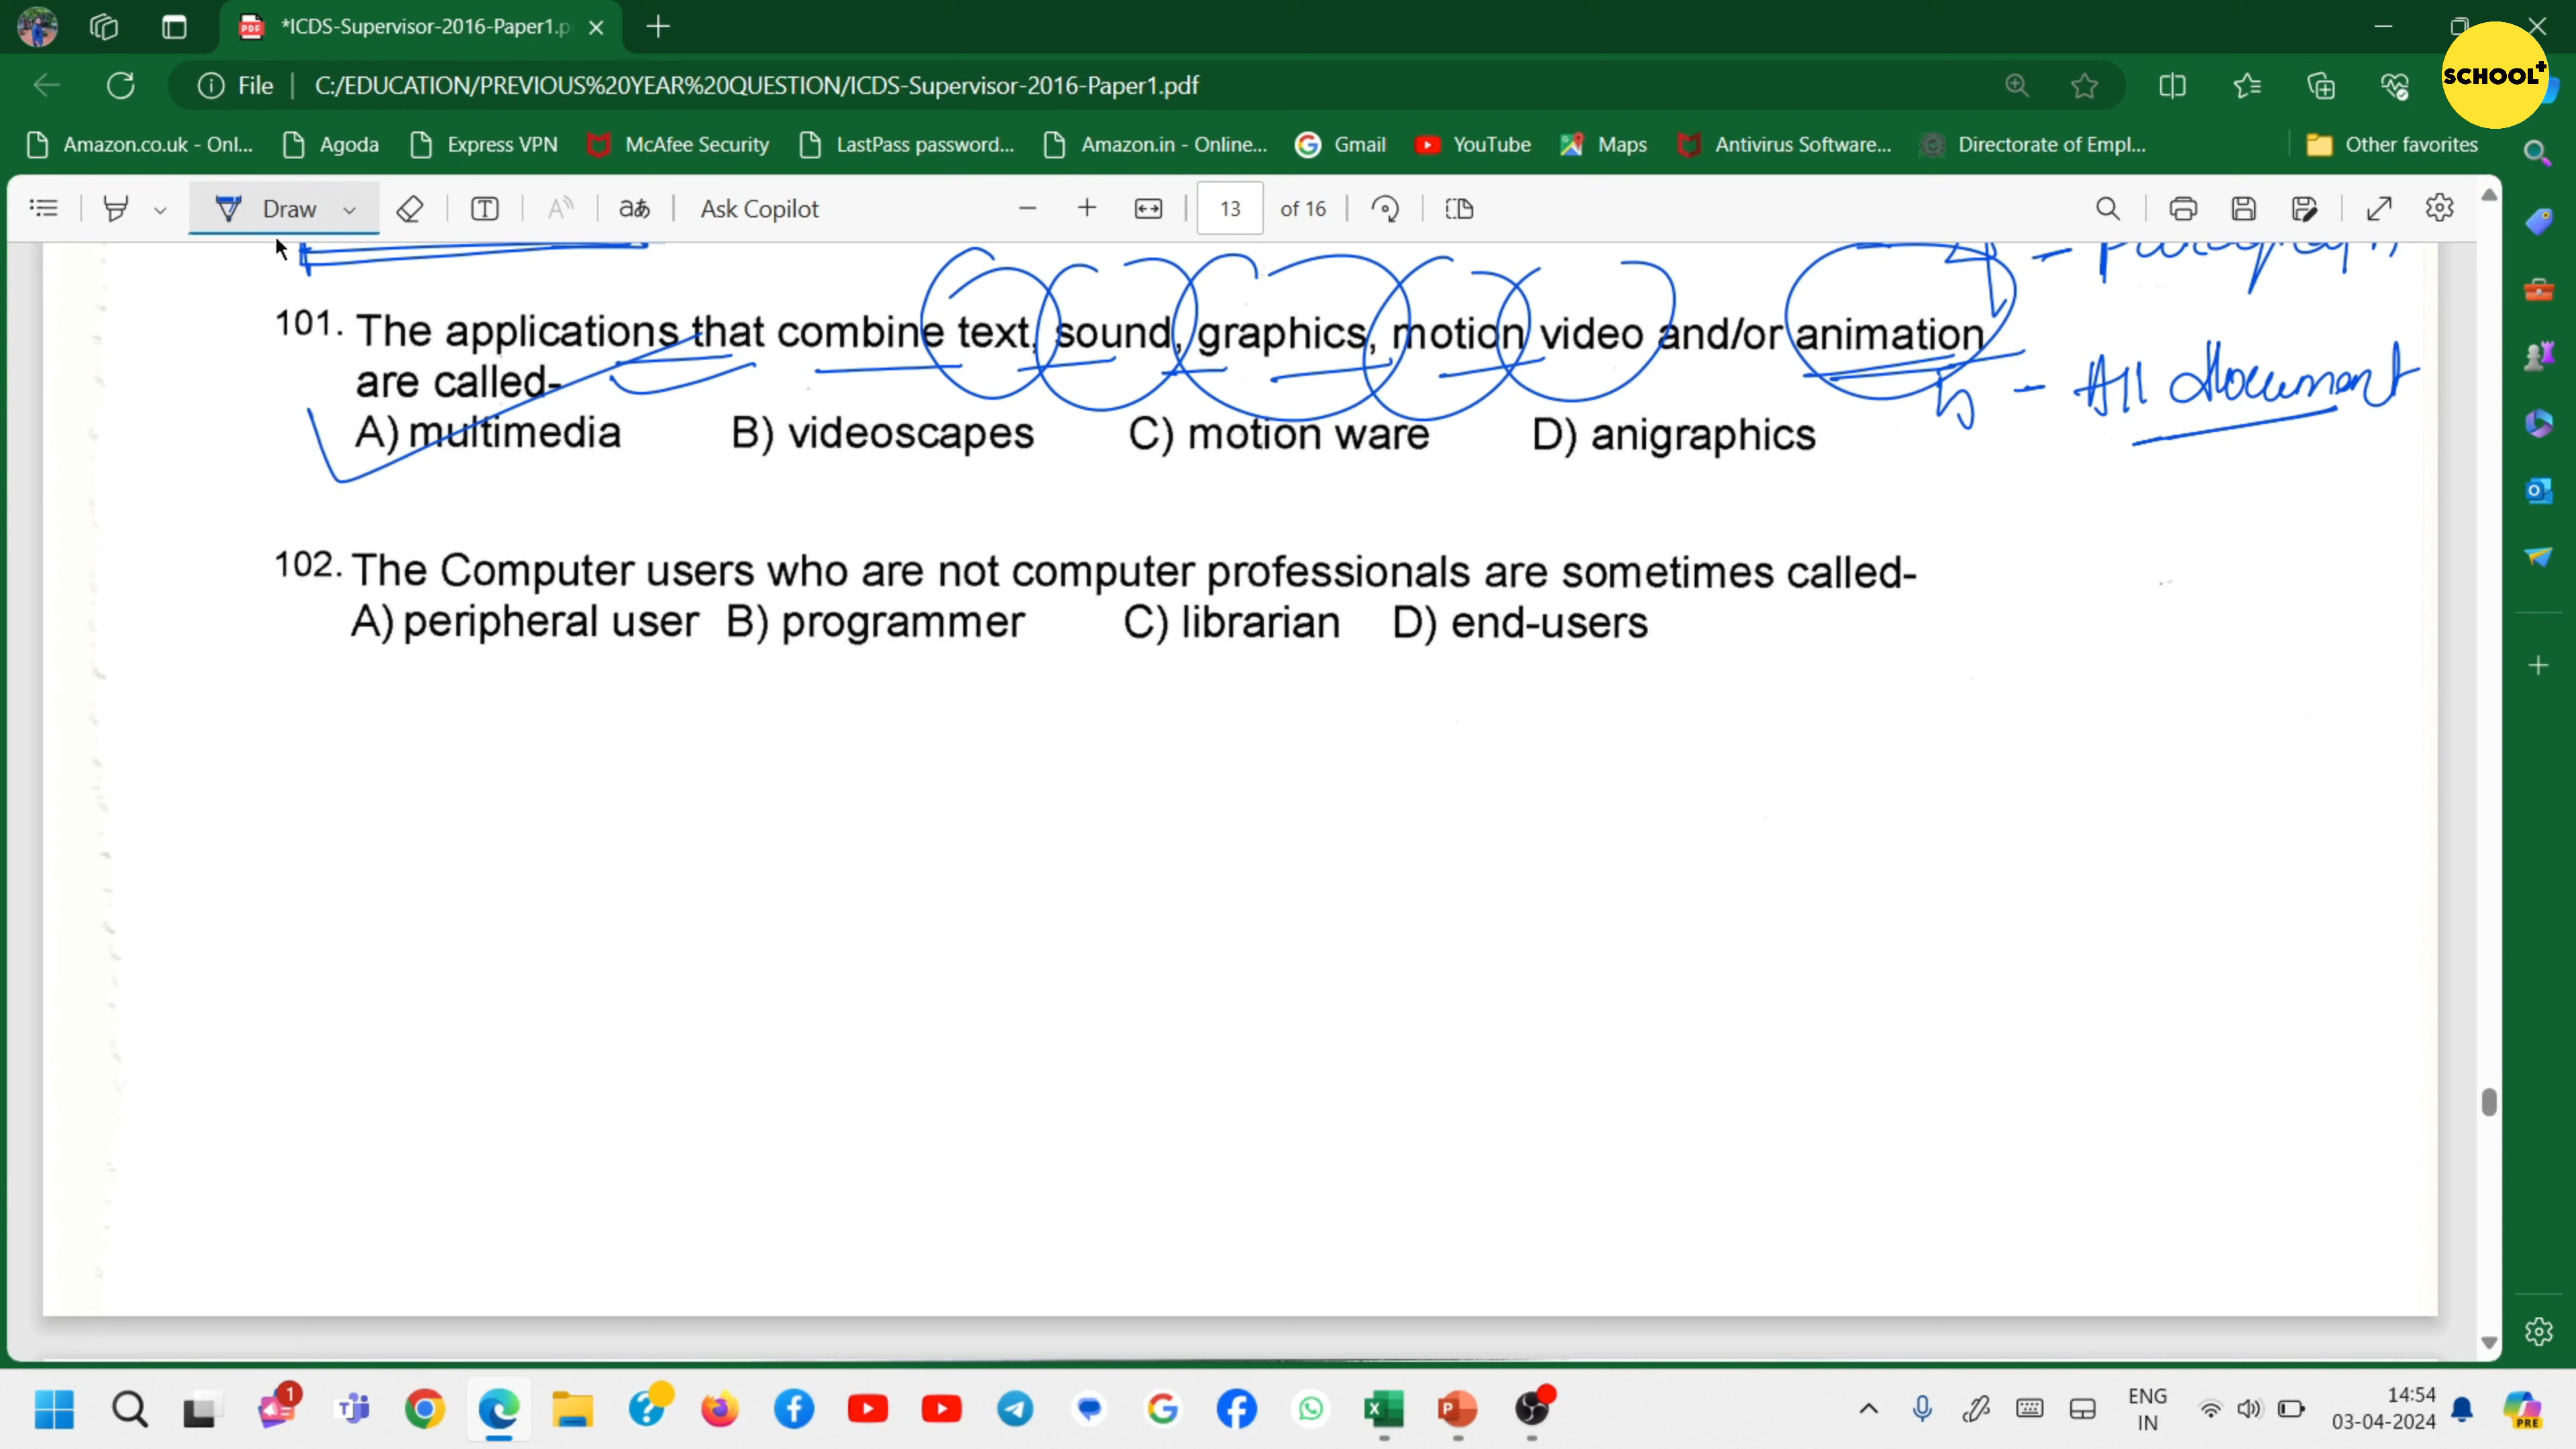 *ICDS-Supervisor-2016-Paper1.p
SCHOOL+
File
C:/EDUCATION/PREVIOUS%20YEAR%20QUESTION/ICDS-Supervisor-2016-Paper1.pdf
Amazon.co.uk - Onl... Agoda Express VPN McAfee Security LastPass password... Amazon.in - Online... Gmail YouTube Maps Antivirus Software... Directorate of Empl... Other favorites
Draw Ask Copilot 13 of 16
- Paragraph
101. The applications that combine text, sound, graphics, motion video and/or animation
are called-
- All document
A) multimedia B) videoscapes C) motion ware D) anigraphics
102. The Computer users who are not computer professionals are sometimes called-
A) peripheral user B) programmer C) librarian D) end-users
1
ENG
IN
14:54
03-04-2024
PRE